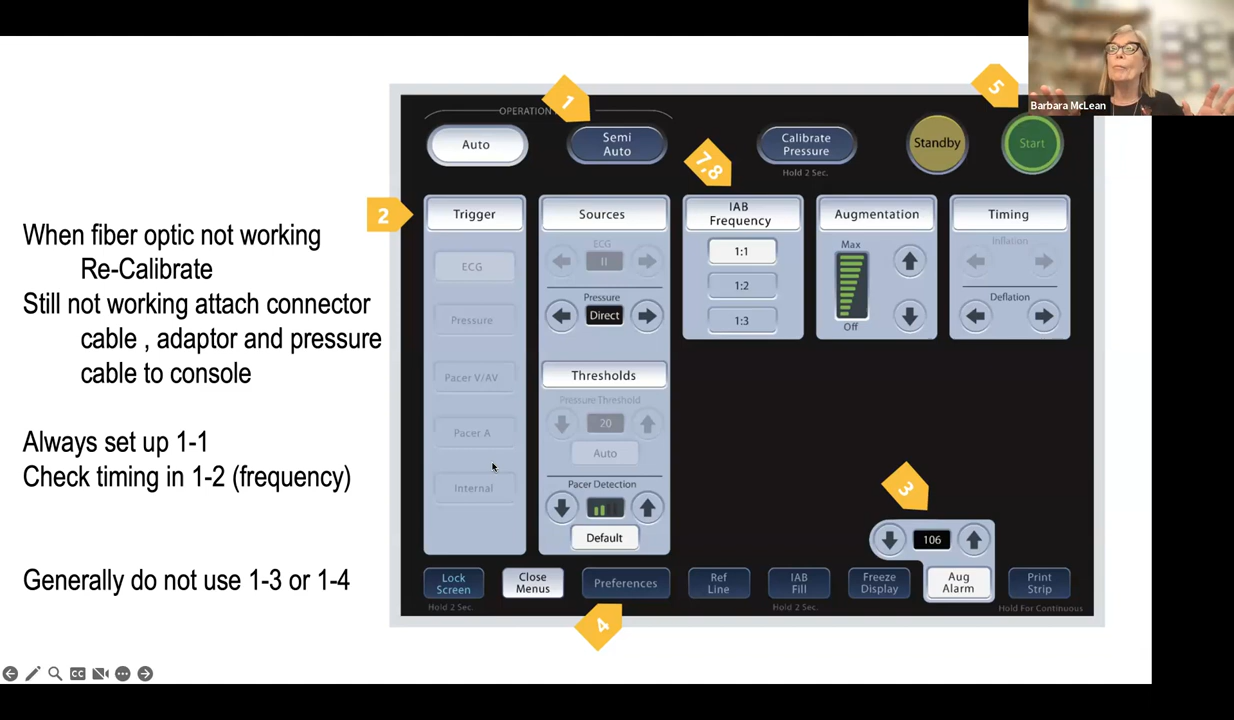 Barbara McLean
When fiber optic not working
Re-Calibrate
Still not working attach connector
cable , adaptor and pressure
cable to console
Always set up 1-1
Check timing in 1-2 (frequency)
Generally do not use 1-3 or 1-4
OPERATION
1
5
Auto
Semi
Auto
Calibrate
Pressure
Hold 2 Sec.
Standby
Start
7,8
2
Trigger
ECG
Pressure
Pacer V/AV
Pacer A
Internal
Sources
ECG
II
Pressure
Direct
Thresholds
Pressure Threshold
20
Auto
Pacer Detection
Default
IAB
Frequency
1:1
1:2
1:3
Augmentation
Max
Off
Timing
Inflation
Deflation
3
106
Lock
Screen
Hold 2 Sec.
Close
Menus
Preferences
4
Ref
Line
IAB
Fill
Hold 2 Sec.
Freeze
Display
Aug
Alarm
Print
Strip
Hold For Continuous
CC